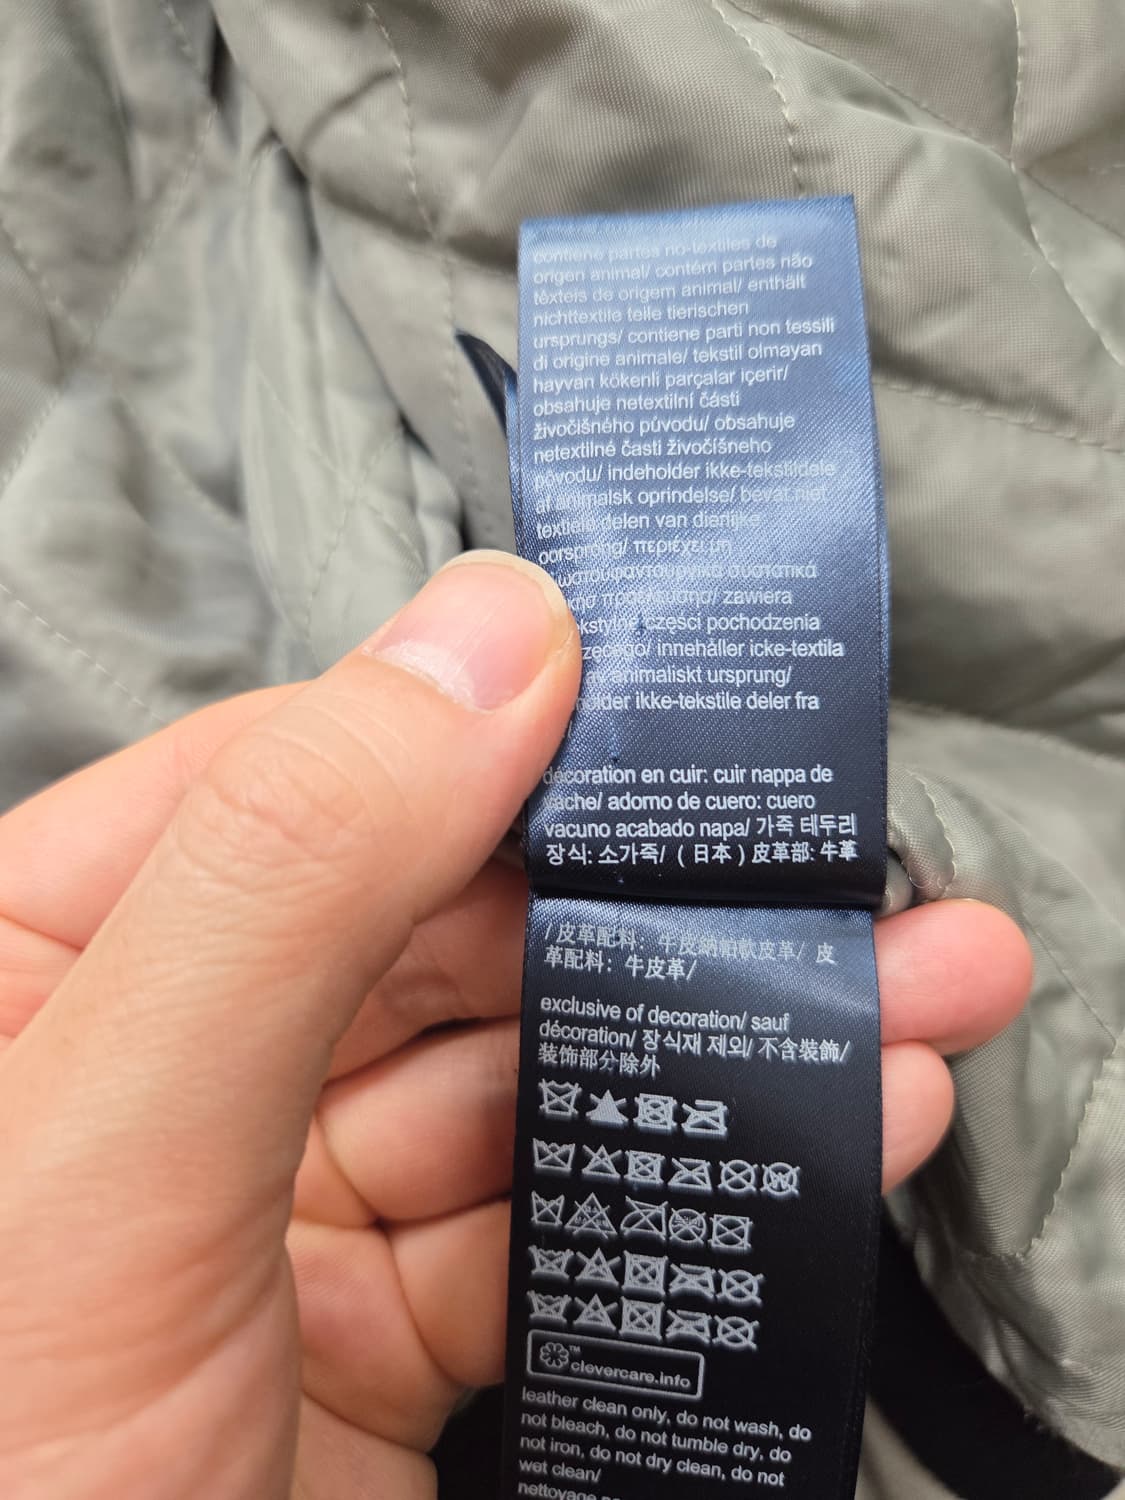 contiene partes no-textiles de
origen animal/ contém partes não
têxteis de origem animal/ enthält
nichttextile teile tierischen
ursprungs/ contiene parti non tessili
di origine animale/ tekstil olmayan
hayvan kökenli parçalar içerir/
obsahuje netextilní části
živočišného původu/ obsahuje
netextilné časti živočíšneho
pôvodu/ indeholder ikke-tekstildele
af animalsk oprindelse/ bevat niet
textiele delen van dierlijke
oorsprong/ περιέχει μη
zawiera
części pochodzenia
innehåller icke-textila
av animaliskt ursprung/
ikke-tekstile deler fra
décoration en cuir: cuir nappa de
vache/ adorno de cuero: cuero
vacuno acabado napa/ 가죽 테두리
장식: 소가죽/ ( 日本 ) 皮革部: 牛革
/ 皮革配料: 牛皮納帕軟皮革/ 皮
革配料: 牛皮革/
exclusive of decoration/ sauf
décoration/ 장식재 제외/ 不含裝飾/
装饰部分除外
clevercare.info
leather clean only, do not wash, do
not bleach, do not tumble dry, do
not iron, do not dry clean, do not
wet clean/
nettoyage